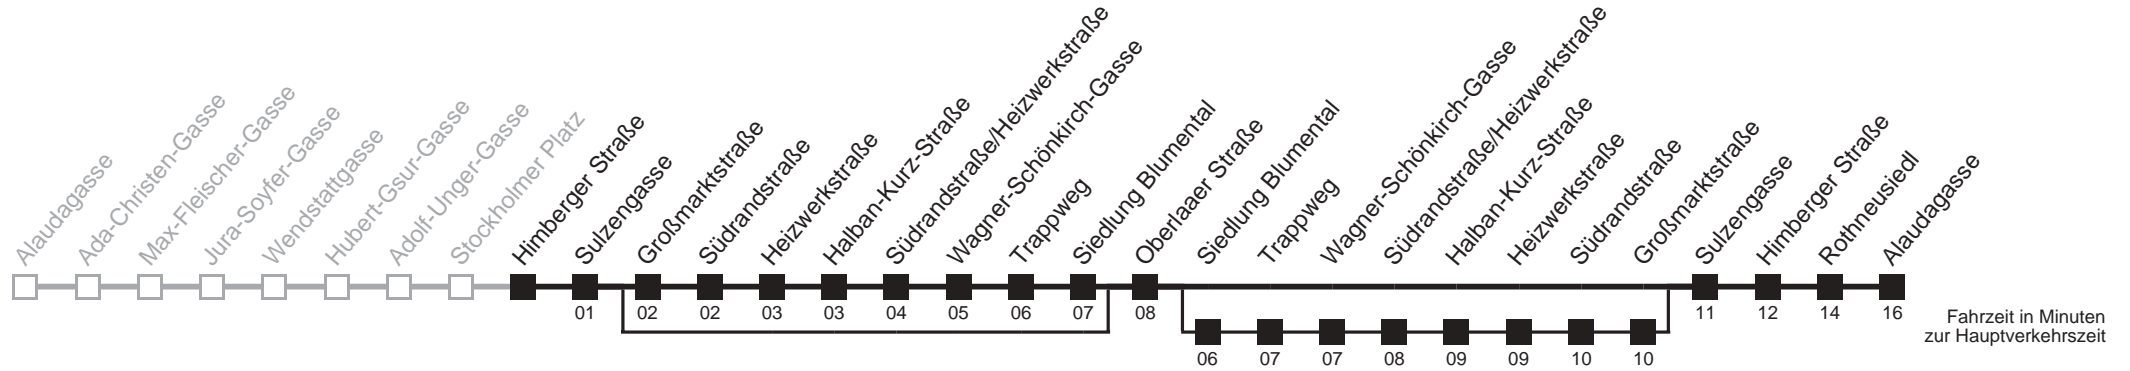 Alaudagasse
Ada-Christen-Gasse
Max-Fleischer-Gasse
Jura-Soyfer-Gasse
Wendstattgasse
Hubert-Gsur-Gasse
Adolf-Unger-Gasse
Stockholmer Platz
Himberger Straße
Sulzengasse
Großmarktstraße
Südrandstraße
Heizwerkstraße
Halban-Kurz-Straße
Südrandstraße/Heizwerkstraße
Wagner-Schönkirch-Gasse
Trappweg
Siedlung Blumental
Oberlaaer Straße
Siedlung Blumental
Trappweg
Wagner-Schönkirch-Gasse
Südrandstraße/Heizwerkstraße
Halban-Kurz-Straße
Heizwerkstraße
Südrandstraße
Großmarktstraße
Sulzengasse
Himberger Straße
Rothneusiedl
Alaudagasse
01 02 02 03 03 04 05 06 07 08 11 12 14 16
06 07 07 08 09 09 10 10
Fahrzeit in Minuten
zur Hauptverkehrszeit